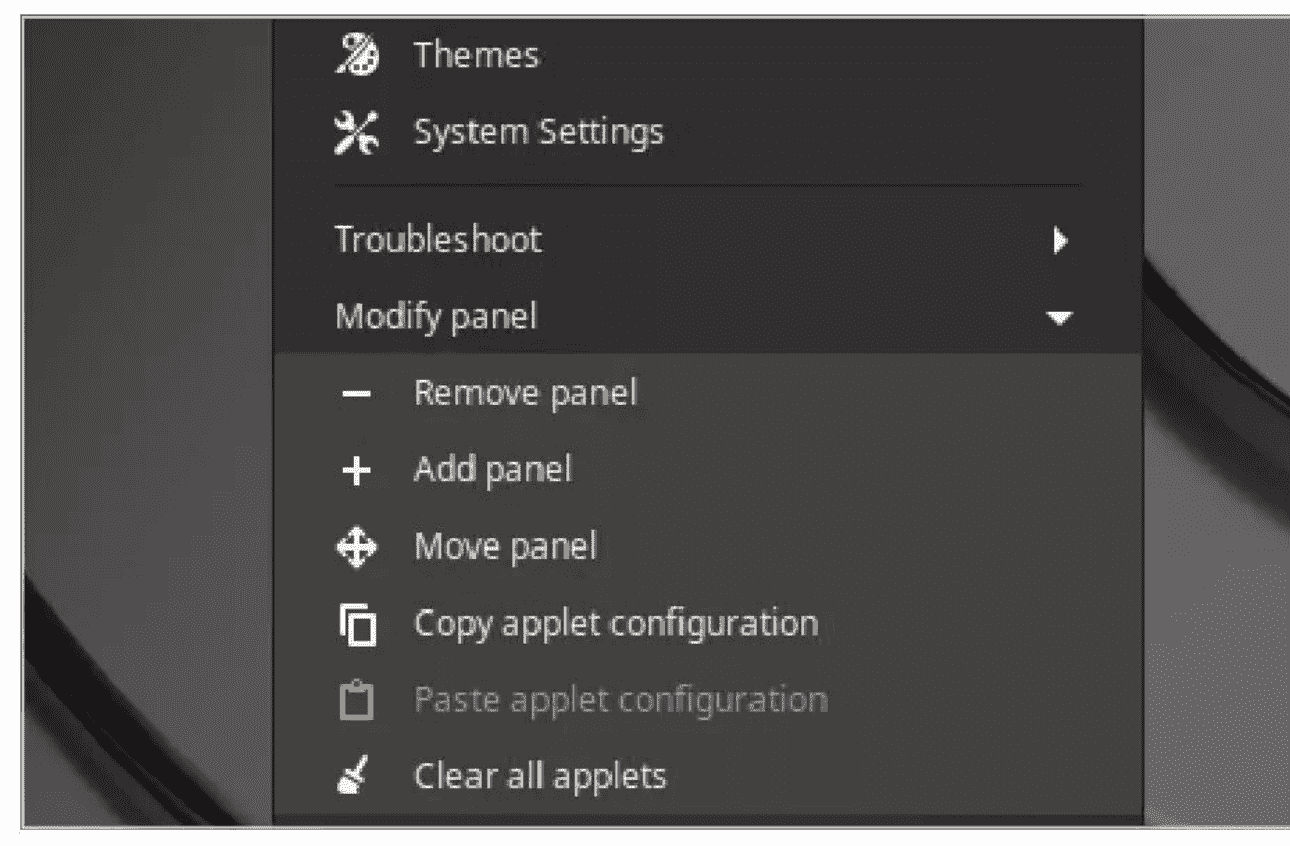 Themes
System Settings
Troubleshoot
Modify panel
Remove panel
Add panel
Move panel
Copy applet configuration
Paste applet configuration
Clear all applets